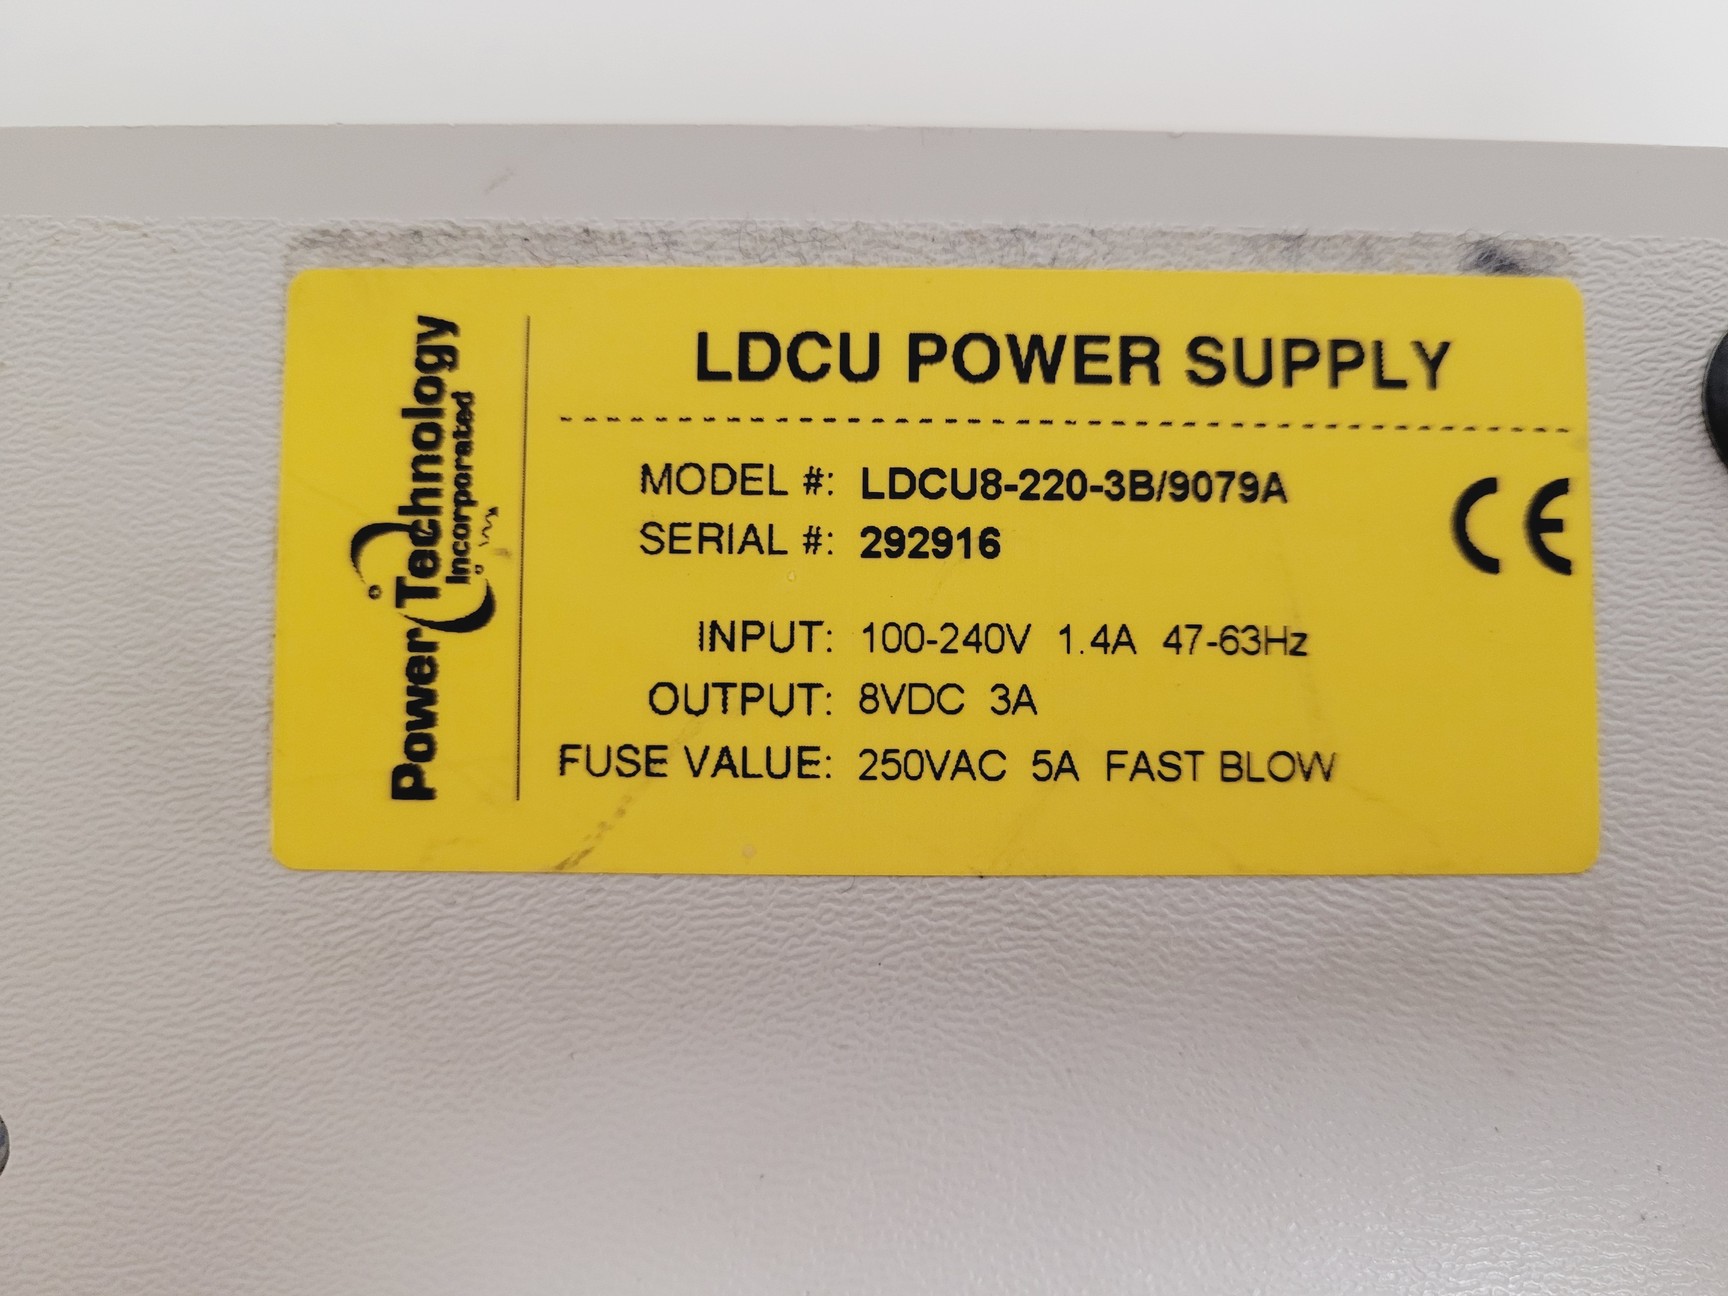 Power Technology
Incorporated
LDCU POWER SUPPLY
MODEL #: LDCU8-220-3B/9079A
SERIAL #: 292916
CE
INPUT: 100-240V 1.4A 47-63Hz
OUTPUT: 8VDC 3A
FUSE VALUE: 250VAC 5A FAST BLOW